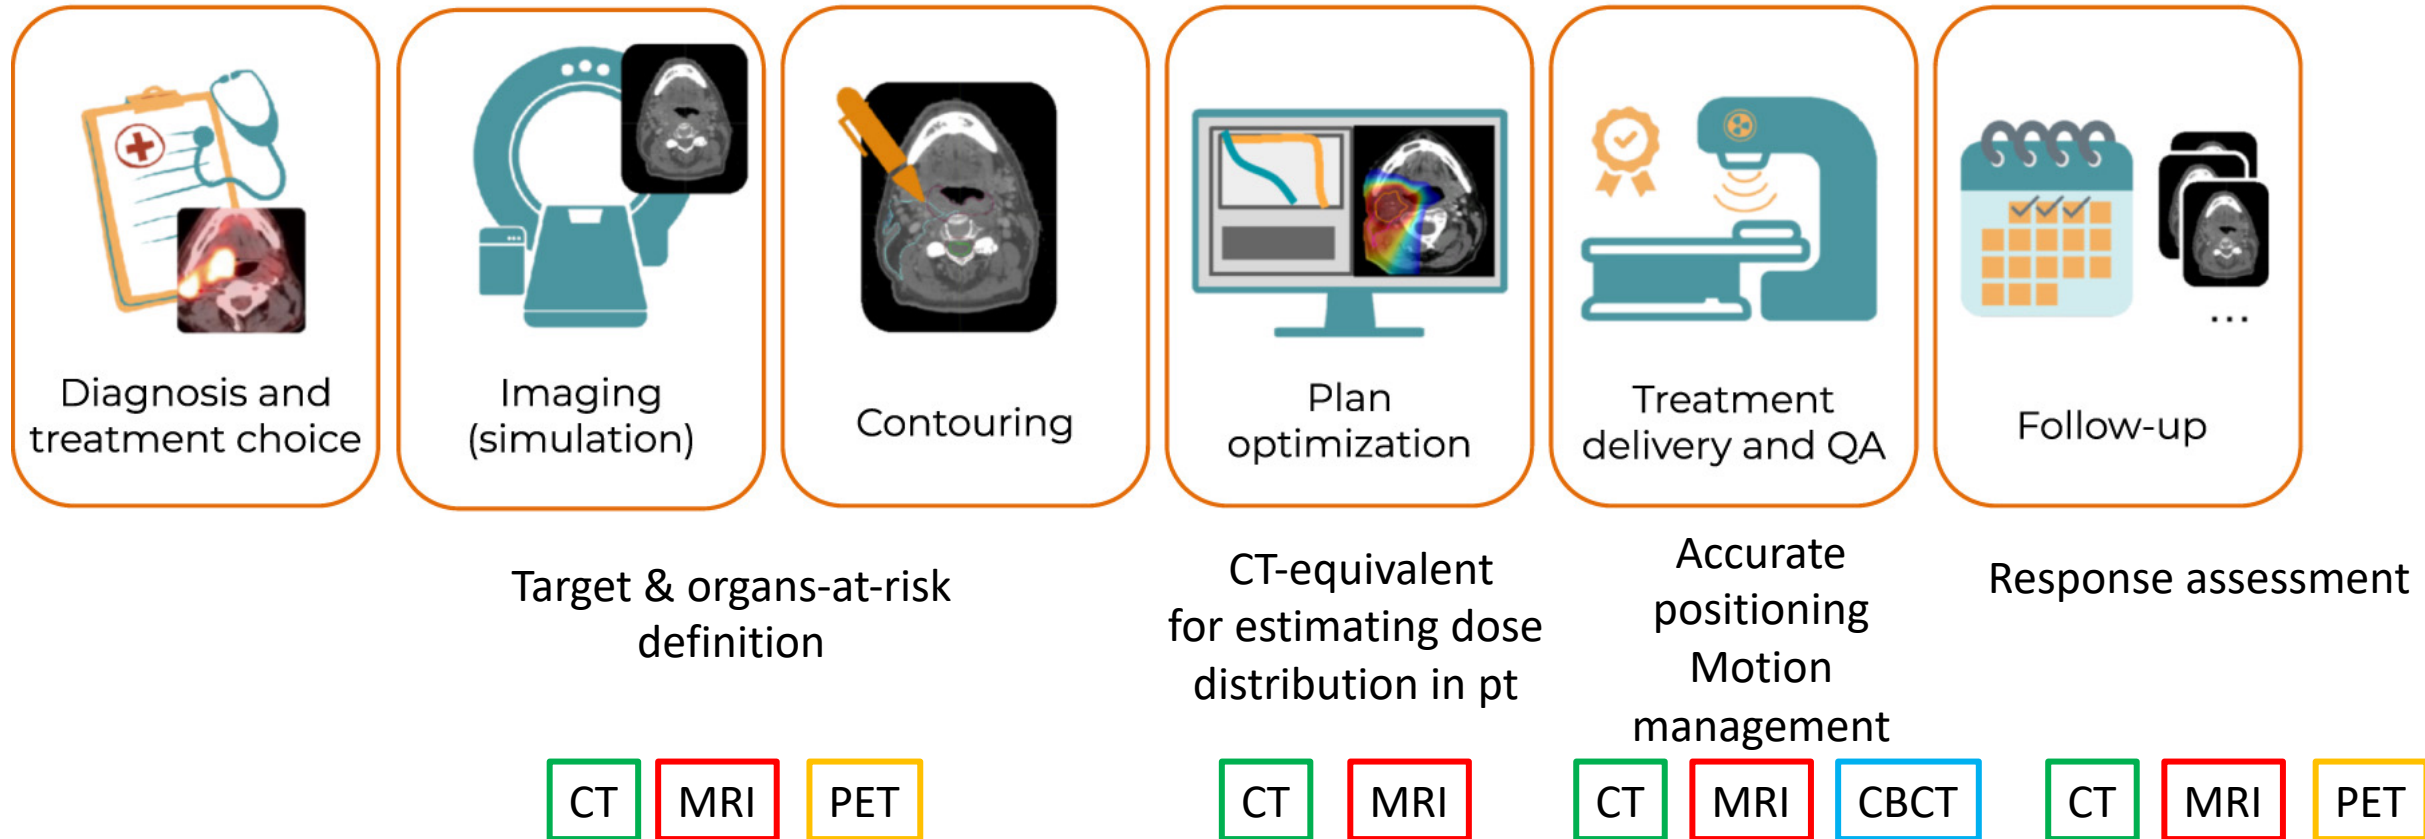 Diagnosis and
treatment choice
Imaging
(simulation)
Contouring
Plan
optimization
Treatment
delivery and QA
Follow-up
...
Target & organs-at-risk
definition
CT-equivalent
for estimating dose
distribution in pt
Accurate
positioning
Motion
management
Response assessment
CT MRI PET
CT MRI
CT MRI CBCT
CT MRI PET